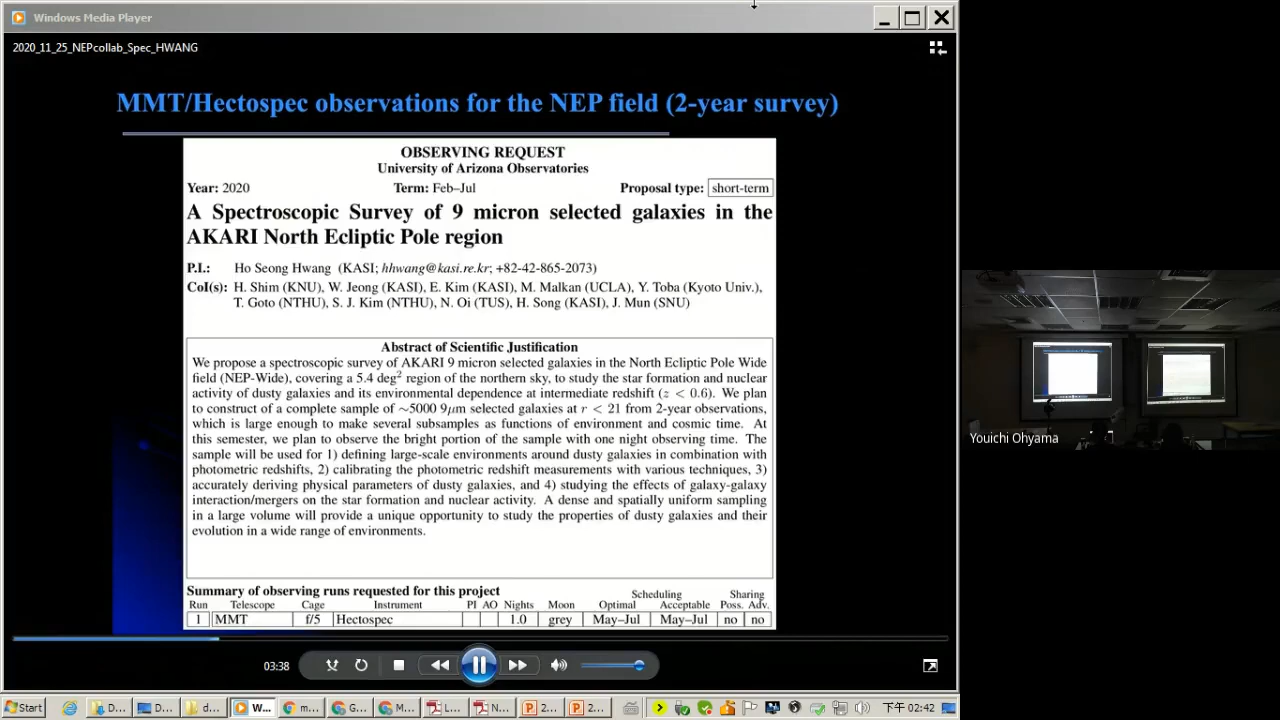 Windows Media Player
2020_11_25_NEPcollab_Spec_HWANG
MMT/Hectospec observations for the NEP field (2-year survey)
OBSERVING REQUEST
University of Arizona Observatories
Year: 2020 Term: Feb–Jul Proposal type: short-term
A Spectroscopic Survey of 9 micron selected galaxies in the
AKARI North Ecliptic Pole region
P.I.: Ho Seong Hwang (KASI; hhwang@kasi.re.kr; +82-42-865-2073)
CoI(s): H. Shim (KNU), W. Jeong (KASI), E. Kim (KASI), M. Malkan (UCLA), Y. Toba (Kyoto Univ.),
T. Goto (NTHU), S. J. Kim (NTHU), N. Oi (TUS), H. Song (KASI), J. Mun (SNU)
Abstract of Scientific Justification
We propose a spectroscopic survey of AKARI 9 micron selected galaxies in the North Ecliptic Pole Wide
field (NEP-Wide), covering a 5.4 deg² region of the northern sky, to study the star formation and nuclear
activity of dusty galaxies and its environmental dependence at intermediate redshift (z < 0.6). We plan
to construct of a complete sample of ∼5000 9μm selected galaxies at r < 21 from 2-year observations,
which is large enough to make several subsamples as functions of environment and cosmic time. At
this semester, we plan to observe the bright portion of the sample with one night observing time. The
sample will be used for 1) defining large-scale environments around dusty galaxies in combination with
photometric redshifts, 2) calibrating the photometric redshift measurements with various techniques, 3)
accurately deriving physical parameters of dusty galaxies, and 4) studying the effects of galaxy-galaxy
interaction/mergers on the star formation and nuclear activity. A dense and spatially uniform sampling
in a large volume will provide a unique opportunity to study the properties of dusty galaxies and their
evolution in a wide range of environments.
Summary of observing runs requested for this project
Scheduling Sharing
Run Telescope Cage Instrument PI AO Nights Moon Optimal Acceptable Poss. Adv.
1 MMT f/5 Hectospec 1.0 grey May–Jul May–Jul no no
Youichi Ohyama
03:38
Start D... D... d... W... m... G... M... L... N... 2... 2... 下午 02:42